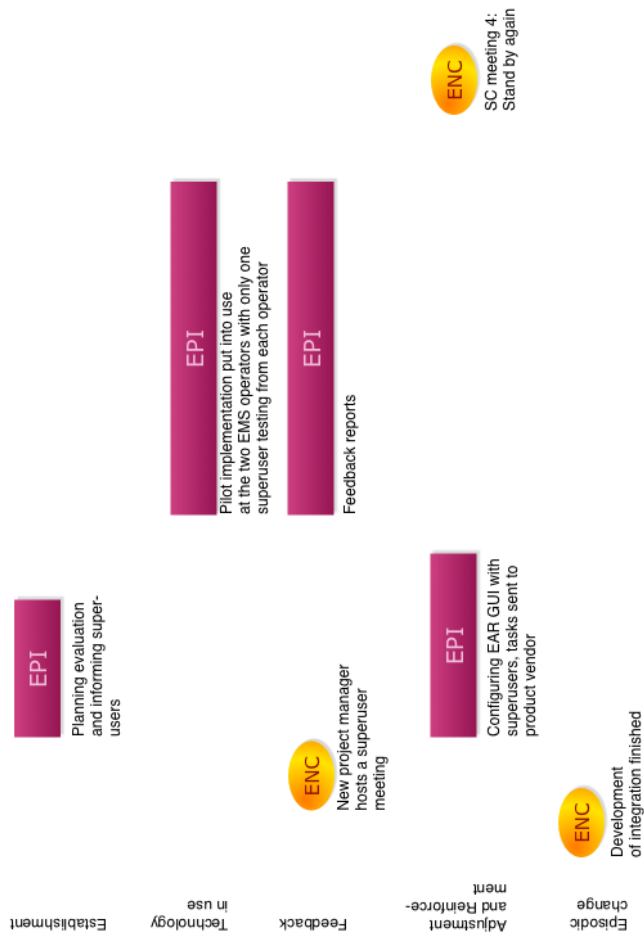 Establishment
EPI
Planning evaluation
and informing super-
users
Technology
in use
EPI
Pilot implementation put into use
at the two EMS operators with only one
superuser testing from each operator
Feedback
ENC
New project manager
hosts a superuser
meeting
EPI
Feedback reports
Adjustment
and Reinforce-
ment
EPI
Configuring EAR GUI with
superusers, tasks sent to
product vendor
ENC
SC meeting 4:
Stand by again
Episodic
change
ENC
Development
of integration finished